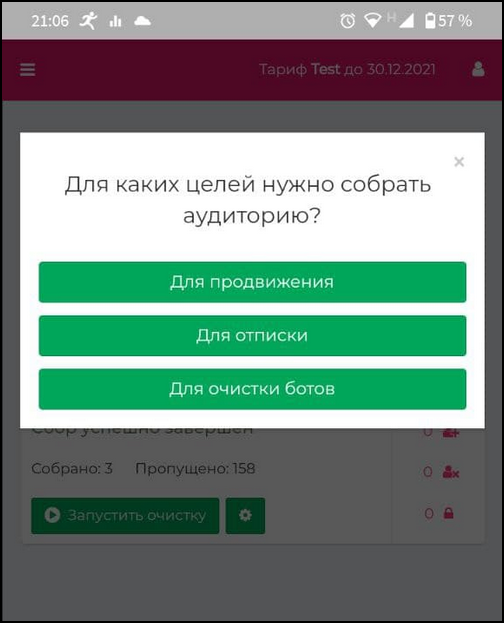 21:06 H 57 %
Тариф Test до 30.12.2021
×
Для каких целей нужно собрать
аудиторию?
Для продвижения
Для отписки
Для очистки ботов
Сбор успешно завершен
0
Собрано: 3 Пропущено: 158
0
Запустить очистку
0